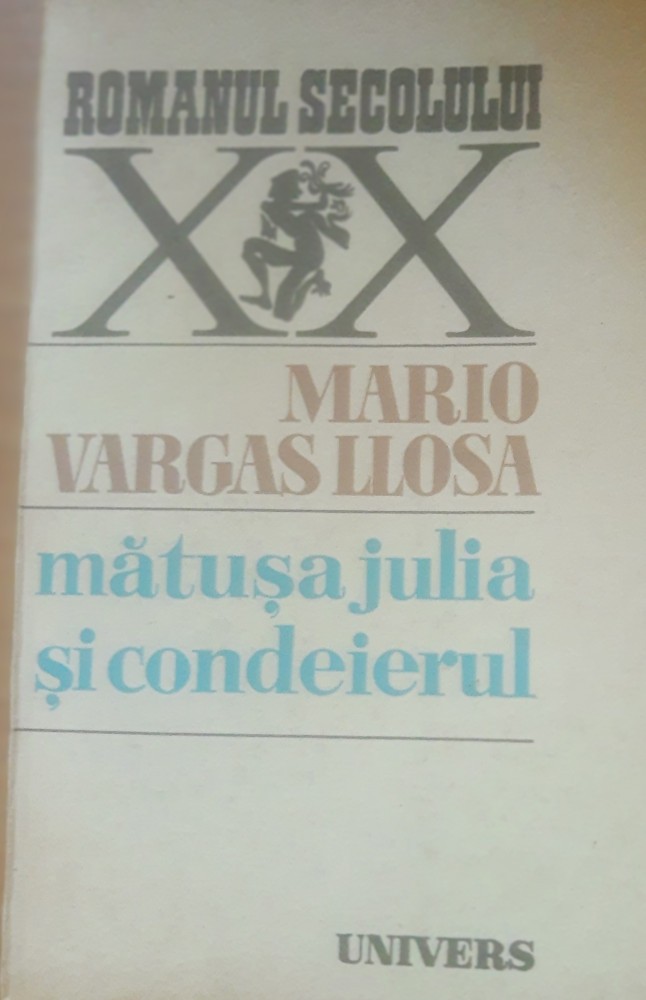 ROMANUL SECOLULUI
XX
MARIO
VARGAS LLOSA
mătușa julia
și condeierul
UNIVERS